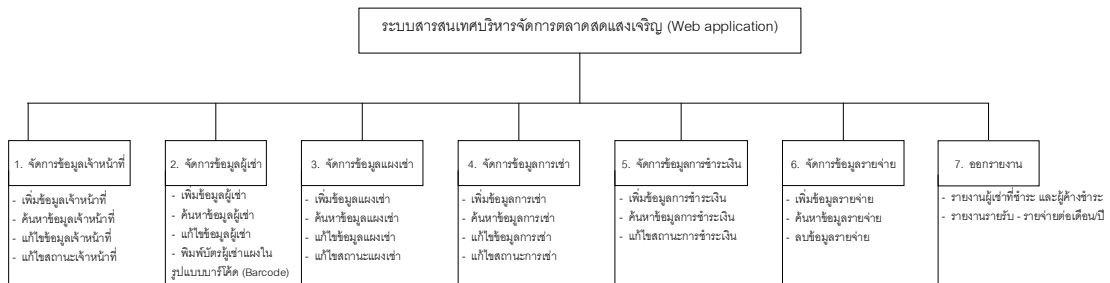 ระบบสารสนเทศบริหารจัดการตลาดสดแสงเจริญ (Web application)
1. จัดการข้อมูลเจ้าหน้าที่
- เพิ่มข้อมูลเจ้าหน้าที่
- ค้นหาข้อมูลเจ้าหน้าที่
- แก้ไขข้อมูลเจ้าหน้าที่
- แก้ไขสถานะเจ้าหน้าที่
2. จัดการข้อมูลผู้เช่า
- เพิ่มข้อมูลผู้เช่า
- ค้นหาข้อมูลผู้เช่า
- แก้ไขข้อมูลผู้เช่า
- พิมพ์บัตรผู้เช่าแผงใน
รูปแบบบาร์โค้ด (Barcode)
3. จัดการข้อมูลแผงเช่า
- เพิ่มข้อมูลแผงเช่า
- ค้นหาข้อมูลแผงเช่า
- แก้ไขข้อมูลแผงเช่า
- แก้ไขสถานะแผงเช่า
4. จัดการข้อมูลการเช่า
- เพิ่มข้อมูลการเช่า
- ค้นหาข้อมูลการเช่า
- แก้ไขข้อมูลการเช่า
- แก้ไขสถานะการเช่า
5. จัดการข้อมูลการชำระเงิน
- เพิ่มข้อมูลการชำระเงิน
- ค้นหาข้อมูลการชำระเงิน
- แก้ไขสถานะการชำระเงิน
6. จัดการข้อมูลรายจ่าย
- เพิ่มข้อมูลรายจ่าย
- ค้นหาข้อมูลรายจ่าย
- ลบข้อมูลรายจ่าย
7. ออกรายงาน
- รายงานผู้เช่าที่ชำระ และผู้ค้างชำระ
- รายงานรายรับ - รายจ่ายต่อเดือน/ปี